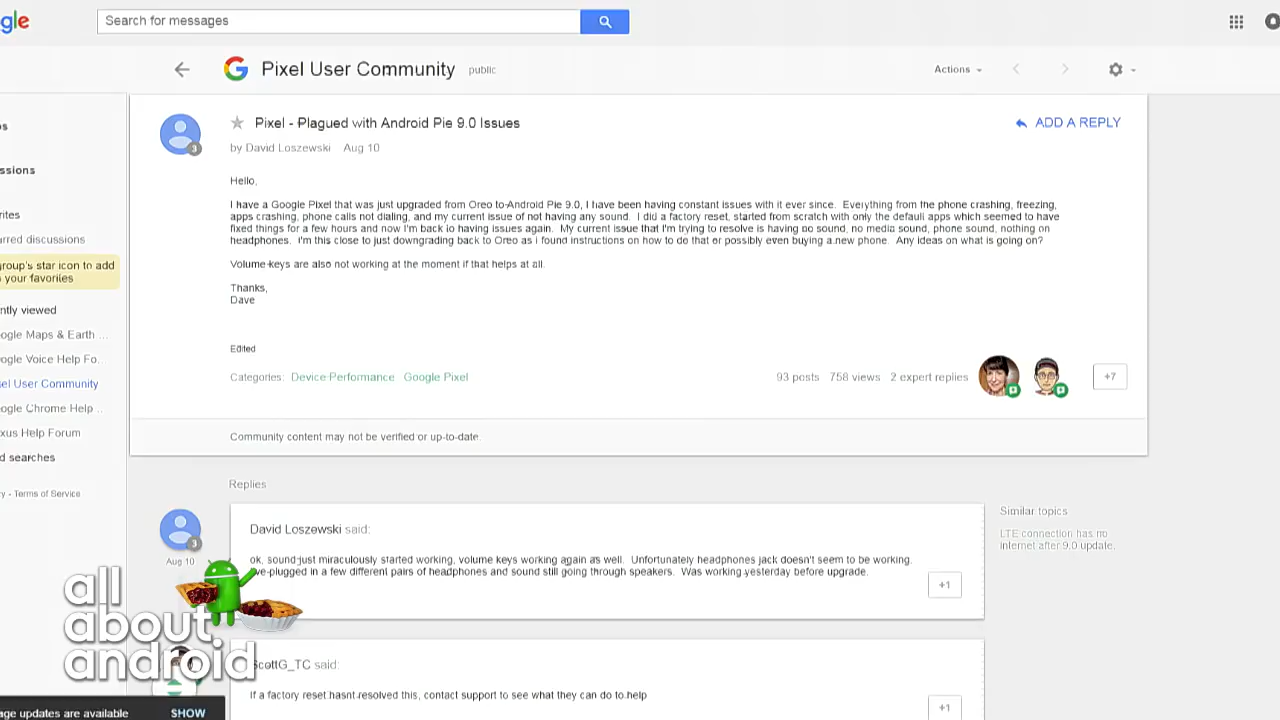 gle
Search for messages
Pixel User Community public
Actions
Pixel - Plagued with Android Pie 9.0 Issues
ADD A REPLY
by David Loszewski Aug 10
3
Hello,
I have a Google Pixel that was just upgraded from Oreo to Android Pie 9.0, I have been having constant issues with it ever since. Everything from the phone crashing, freezing,
apps crashing, phone calls not dialing, and my current issue of not having any sound. I did a factory reset, started from scratch with only the default apps which seemed to have
fixed things for a few hours and now I'm back to having issues again. My current issue that I'm trying to resolve is having no sound, no media sound, phone sound, nothing on
headphones. I'm this close to just downgrading back to Oreo as i found instructions on how to do that or possibly even buying a new phone. Any ideas on what is going on?
Volume keys are also not working at the moment if that helps at all.
Thanks,
Dave
Edited
Categories: Device Performance Google Pixel
93 posts 758 views 2 expert replies
+7
Community content may not be verified or up-to-date.
ssions
rites
rred discussions
group's star icon to add
your favorites
ntly viewed
ogle Maps & Earth ...
ogle Voice Help Fo..
el User Community
ogle Chrome Help ..
xus Help Forum
d searches
y - Terms of Service
Replies
David Loszewski said:
3
Aug 10
ok, sound just miraculously started working, volume keys working again as well. Unfortunately headphones jack doesn't seem to be working.
ve plugged in a few different pairs of headphones and sound still going through speakers. Was working yesterday before upgrade.
+1
Similar topics
LTE connection has no
internet after 9.0 update.
all
about
android
ScottG_TC said:
If a factory reset hasnt resolved this, contact support to see what they can do to help
+1
age updates are available SHOW